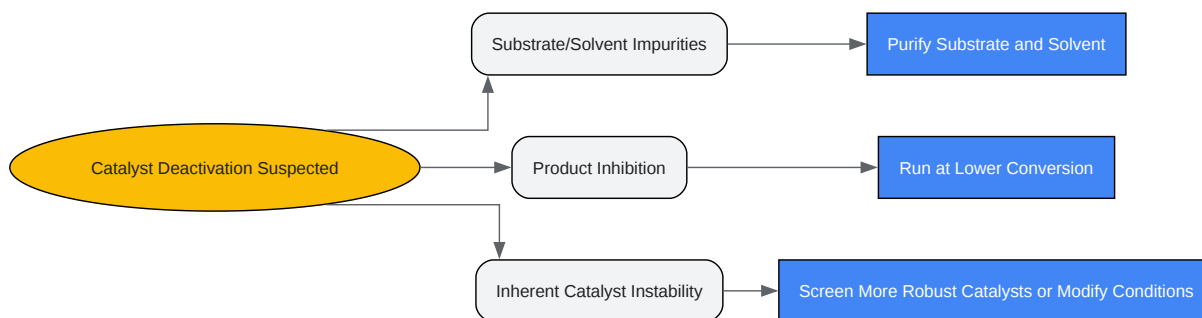 Substrate/Solvent Impurities
Purify Substrate and Solvent
Catalyst Deactivation Suspected
Product Inhibition
Run at Lower Conversion
Inherent Catalyst Instability
Screen More Robust Catalysts or Modify Conditions